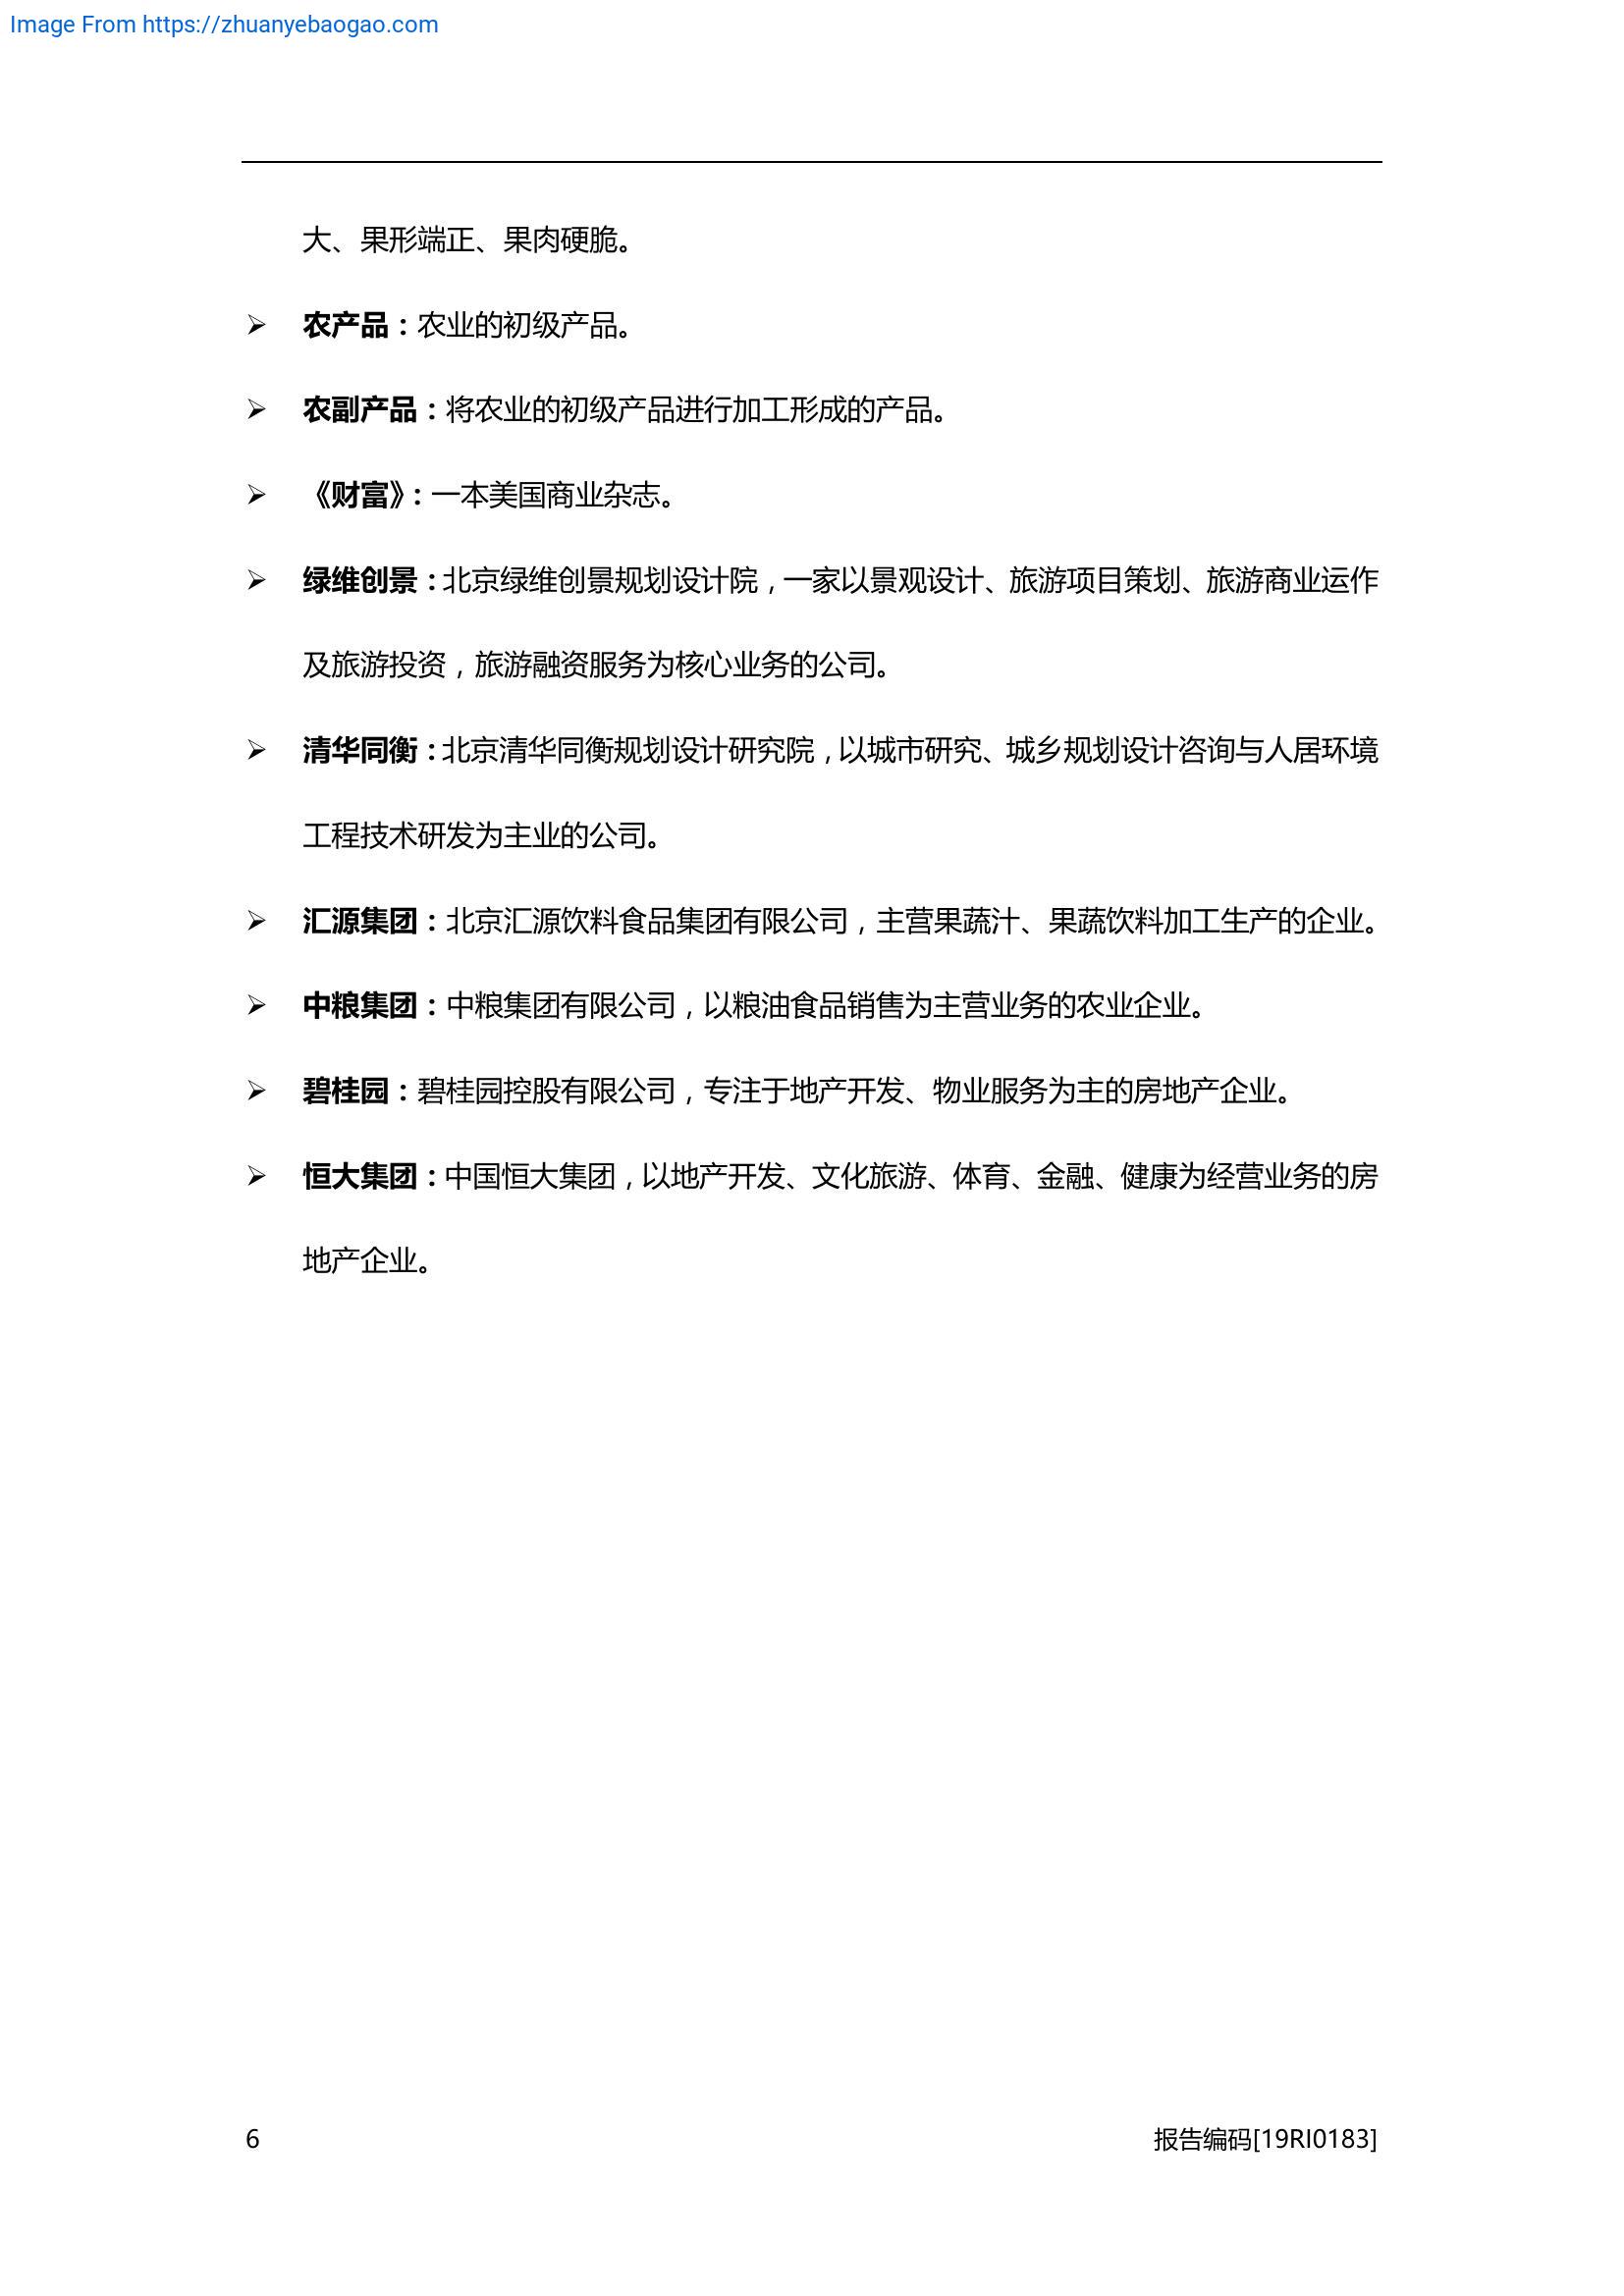 Image From https://zhuanyebaogao.com
大、果形端正、果肉硬脆。
➢ 农产品：农业的初级产品。
➢ 农副产品：将农业的初级产品进行加工形成的产品。
➢ 《财富》：一本美国商业杂志。
➢ 绿维创景：北京绿维创景规划设计院，一家以景观设计、旅游项目策划、旅游商业运作
及旅游投资，旅游融资服务为核心业务的公司。
➢ 清华同衡：北京清华同衡规划设计研究院，以城市研究、城乡规划设计咨询与人居环境
工程技术研发为主业的公司。
➢ 汇源集团：北京汇源饮料食品集团有限公司，主营果蔬汁、果蔬饮料加工生产的企业。
➢ 中粮集团：中粮集团有限公司，以粮油食品销售为主营业务的农业企业。
➢ 碧桂园：碧桂园控股有限公司，专注于地产开发、物业服务为主的房地产企业。
➢ 恒大集团：中国恒大集团，以地产开发、文化旅游、体育、金融、健康为经营业务的房
地产企业。
6 报告编码[19RI0183]